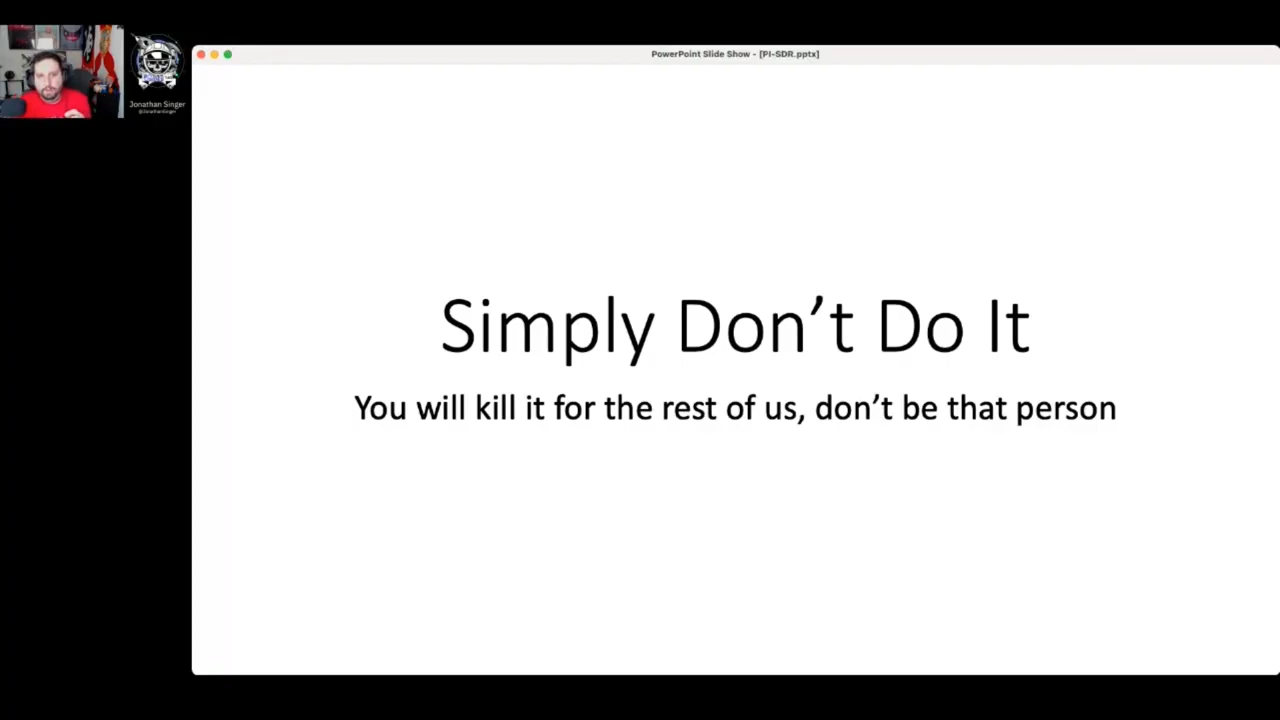 PowerPoint Slide Show - [PI-SDR.pptx]
Jonathan Singer
@JonathanSinger
Simply Don't Do It
You will kill it for the rest of us, don't be that person